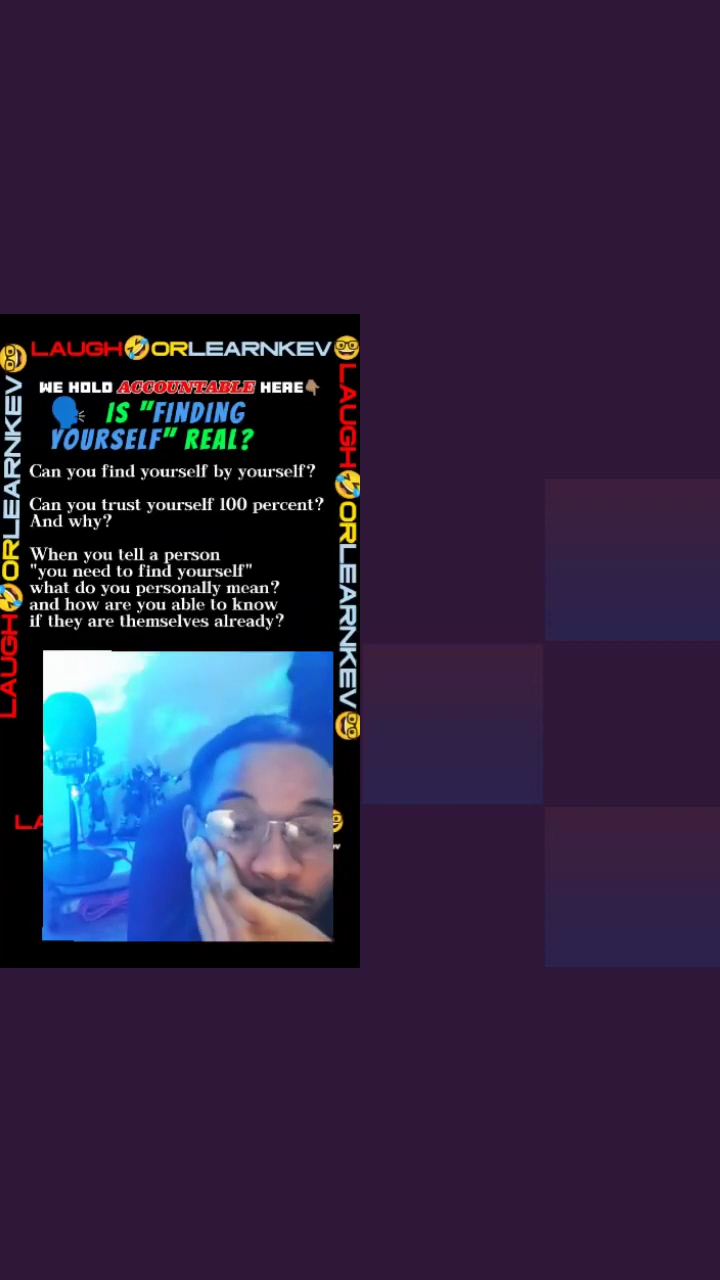 LAUGH🤣ORLEARNKEV🤓
WE HOLD ACCOUNTABLE HERE👇🏽
🗣 IS "FINDING
YOURSELF" REAL?
Can you find yourself by yourself?
Can you trust yourself 100 percent?
And why?
When you tell a person
"you need to find yourself"
what do you personally mean?
and how are you able to know
if they are themselves already?
LAUGH🤣ORLEARNKEV🤓
LAUGH🤣ORLEARNKEV🤓
LA